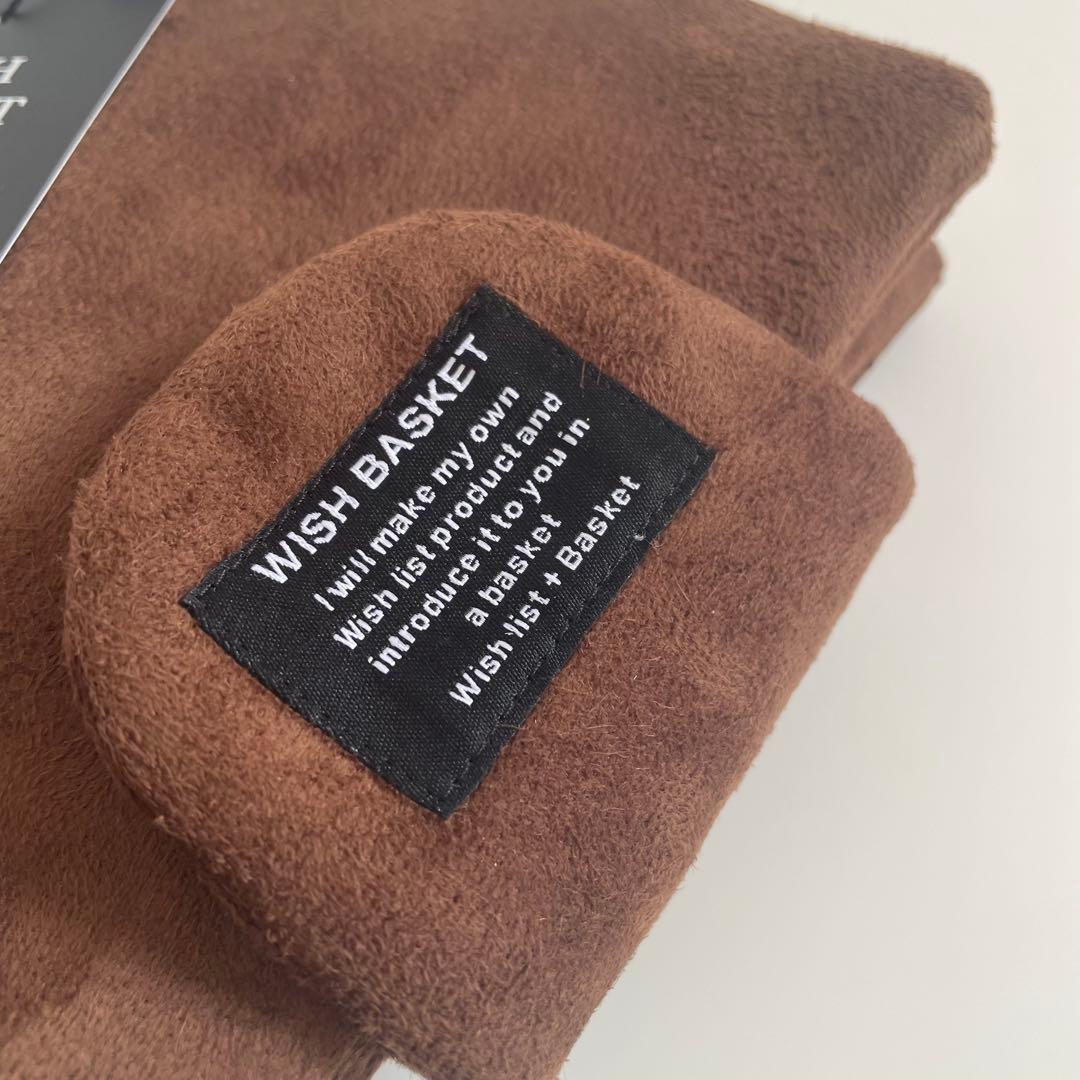 H
T
WISH BASKET
I will make my own
Wish list product and
introduce it to you in
a basket
Wish list + Basket